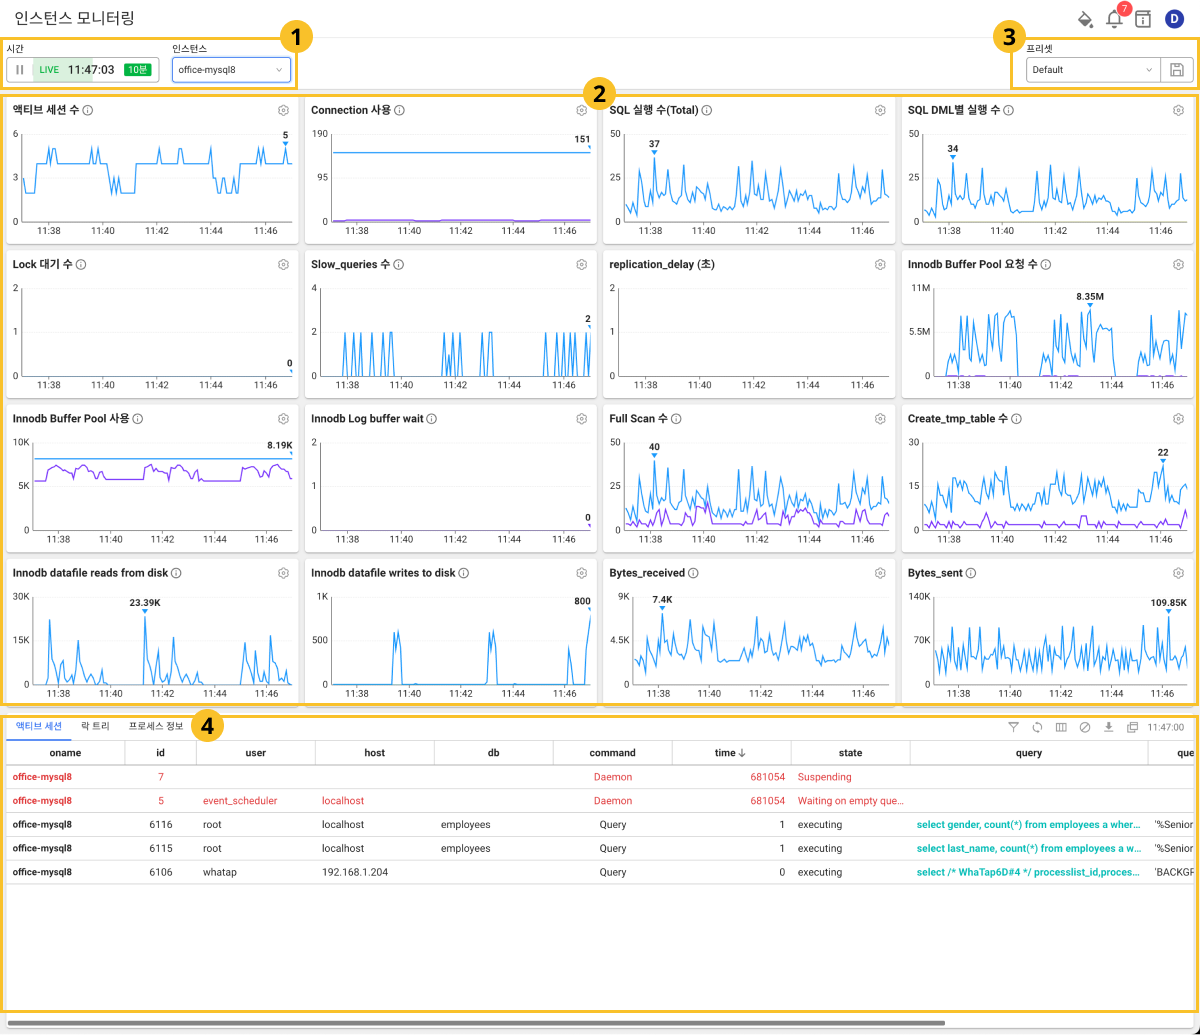 인스턴스 모니터링
7
D
1
3
시간
인스턴스
프리셋
LIVE 11:47:03 10분
office-mysql8
Default
2
액티브 세션 수
Connection 사용
SQL 실행 수(Total)
SQL DML별 실행 수
6
3
0
5
11:38 11:40 11:42 11:44 11:46
190
95
0
151
11:38 11:40 11:42 11:44 11:46
50
25
0
37
11:38 11:40 11:42 11:44 11:46
50
25
0
34
11:38 11:40 11:42 11:44 11:46
Lock 대기 수
Slow_queries 수
replication_delay (초)
Innodb Buffer Pool 요청 수
2
1
0
0
11:38 11:40 11:42 11:44 11:46
4
2
0
2
11:38 11:40 11:42 11:44 11:46
2
1
0
11:38 11:40 11:42 11:44 11:46
11M
5.5M
0
8.35M
11:38 11:40 11:42 11:44 11:46
Innodb Buffer Pool 사용
Innodb Log buffer wait
Full Scan 수
Create_tmp_table 수
10K
5K
0
8.19K
11:38 11:40 11:42 11:44 11:46
2
1
0
0
11:38 11:40 11:42 11:44 11:46
50
25
0
40
11:38 11:40 11:42 11:44 11:46
30
15
0
22
11:38 11:40 11:42 11:44 11:46
Innodb datafile reads from disk
Innodb datafile writes to disk
Bytes_received
Bytes_sent
30K
15K
0
23.39K
11:38 11:40 11:42 11:44 11:46
1K
500
0
800
11:38 11:40 11:42 11:44 11:46
9K
4.5K
0
7.4K
11:38 11:40 11:42 11:44 11:46
140K
70K
0
109.85K
11:38 11:40 11:42 11:44 11:46
액티브 세션 락 트리 프로세스 정보
4
11:47:00
oname id user host db command time state query que
office-mysql8 7 Daemon 681054 Suspending
office-mysql8 5 event_scheduler localhost Daemon 681054 Waiting on empty que...
office-mysql8 6116 root localhost employees Query 1 executing select gender, count(*) from employees a wher... '%Senior
office-mysql8 6115 root localhost employees Query 1 executing select last_name, count(*) from employees a w... '%Senior
office-mysql8 6106 whatap 192.168.1.204 Query 0 executing select /* WhaTap6D#4 */ processlist_id,proces... 'BACKGF